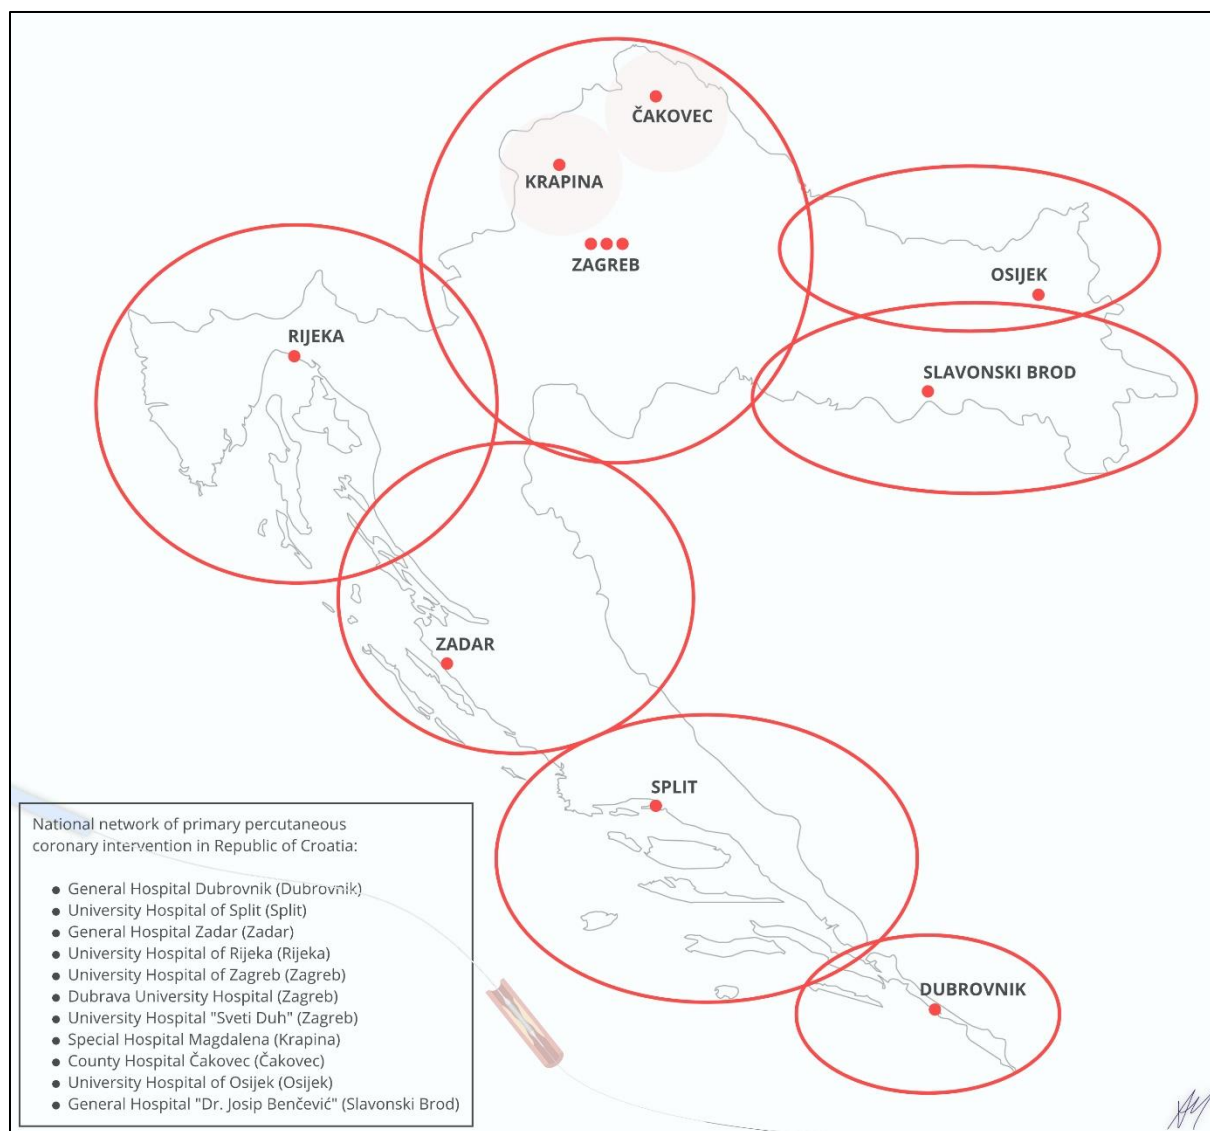 ČAKOVEC
KRAPINA
ZAGREB
OSIJEK
RIJEKA
SLAVONSKI BROD
ZADAR
SPLIT
DUBROVNIK
National network of primary percutaneous
coronary intervention in Republic of Croatia:
● General Hospital Dubrovnik (Dubrovnik)
● University Hospital of Split (Split)
● General Hospital Zadar (Zadar)
● University Hospital of Rijeka (Rijeka)
● University Hospital of Zagreb (Zagreb)
● Dubrava University Hospital (Zagreb)
● University Hospital "Sveti Duh" (Zagreb)
● Special Hospital Magdalena (Krapina)
● County Hospital Čakovec (Čakovec)
● University Hospital of Osijek (Osijek)
● General Hospital "Dr. Josip Benčević" (Slavonski Brod)